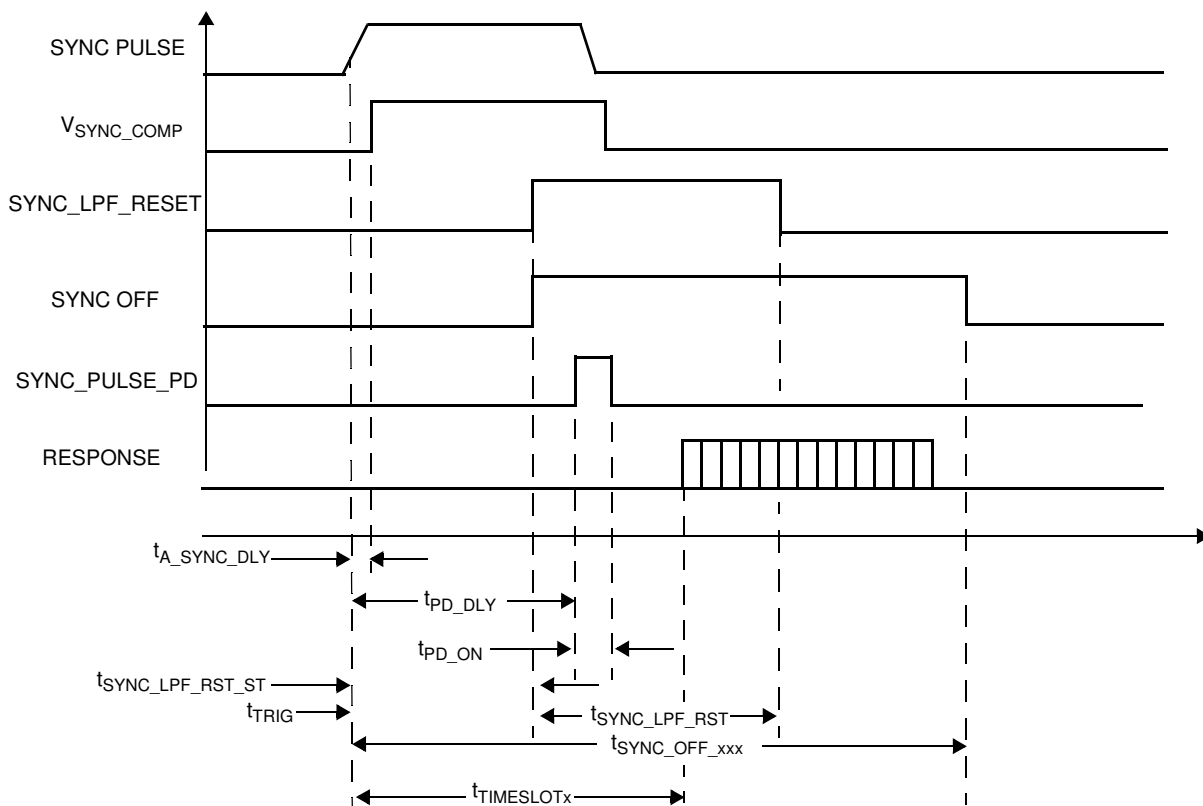 SYNC PULSE
VSYNC_COMP
SYNC_LPF_RESET
SYNC OFF
SYNC_PULSE_PD
RESPONSE
tA_SYNC_DLY
tPD_DLY
tPD_ON
tSYNC_LPF_RST_ST
tTRIG
tSYNC_LPF_RST
tSYNC_OFF_xxx
tTIMESLOTx